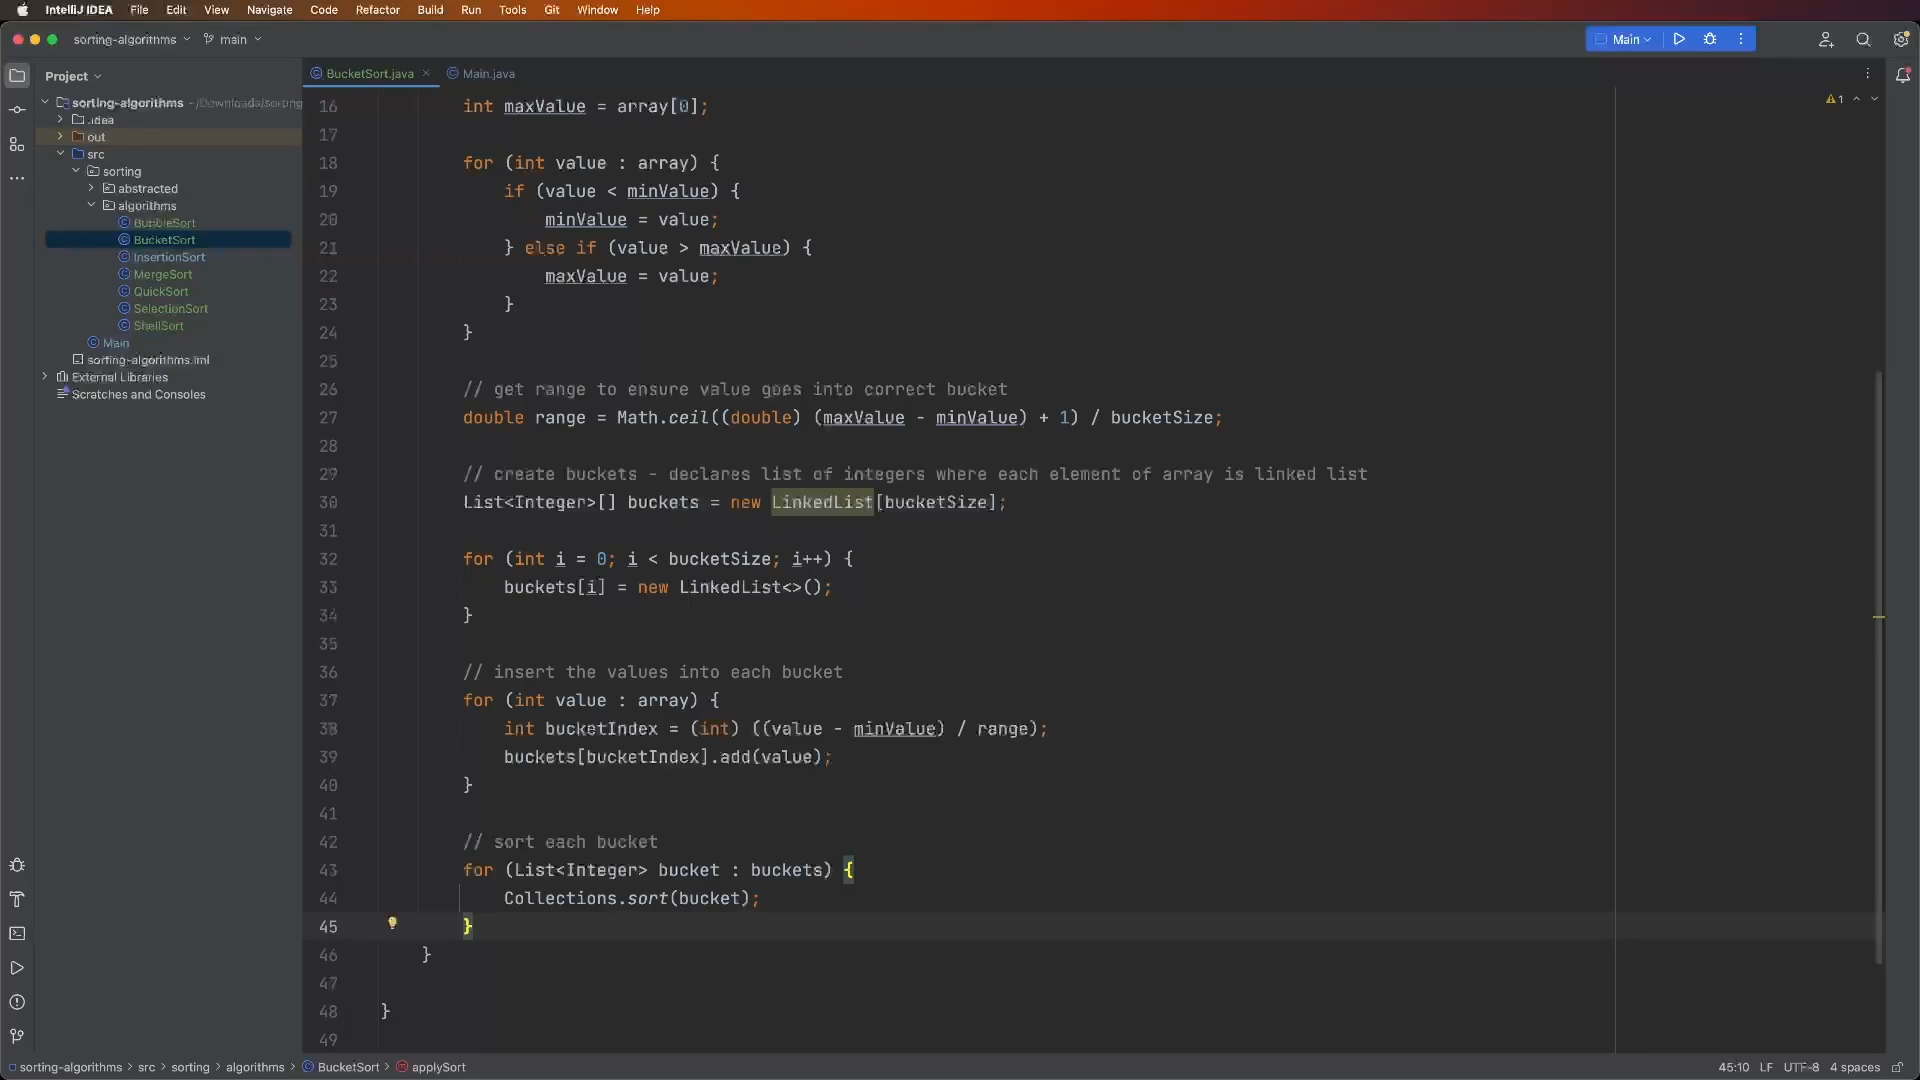 IntelliJ IDEA File Edit View Navigate Code Refactor Build Run Tools Git Window Help
sorting-algorithms main Main
Project
BucketSort.java Main.java
sorting-algorithms ~/Downloads/sorting
.idea
out
src
sorting
abstracted
algorithms
BubbleSort
BucketSort
InsertionSort
MergeSort
QuickSort
SelectionSort
ShellSort
Main
sorting-algorithms.iml
External Libraries
Scratches and Consoles
1
16 int maxValue = array[0];
17
18 for (int value : array) {
19 if (value < minValue) {
20 minValue = value;
21 } else if (value > maxValue) {
22 maxValue = value;
23 }
24 }
25
26 // get range to ensure value goes into correct bucket
27 double range = Math.ceil((double) (maxValue - minValue) + 1) / bucketSize;
28
29 // create buckets - declares list of integers where each element of array is linked list
30 List<Integer>[] buckets = new LinkedList[bucketSize];
31
32 for (int i = 0; i < bucketSize; i++) {
33 buckets[i] = new LinkedList<>();
34 }
35
36 // insert the values into each bucket
37 for (int value : array) {
38 int bucketIndex = (int) ((value - minValue) / range);
39 buckets[bucketIndex].add(value);
40 }
41
42 // sort each bucket
43 for (List<Integer> bucket : buckets) {
44 Collections.sort(bucket);
45 }
46 }
47
48 }
49
sorting-algorithms > src > sorting > algorithms > BucketSort > applySort 45:10 LF UTF-8 4 spaces